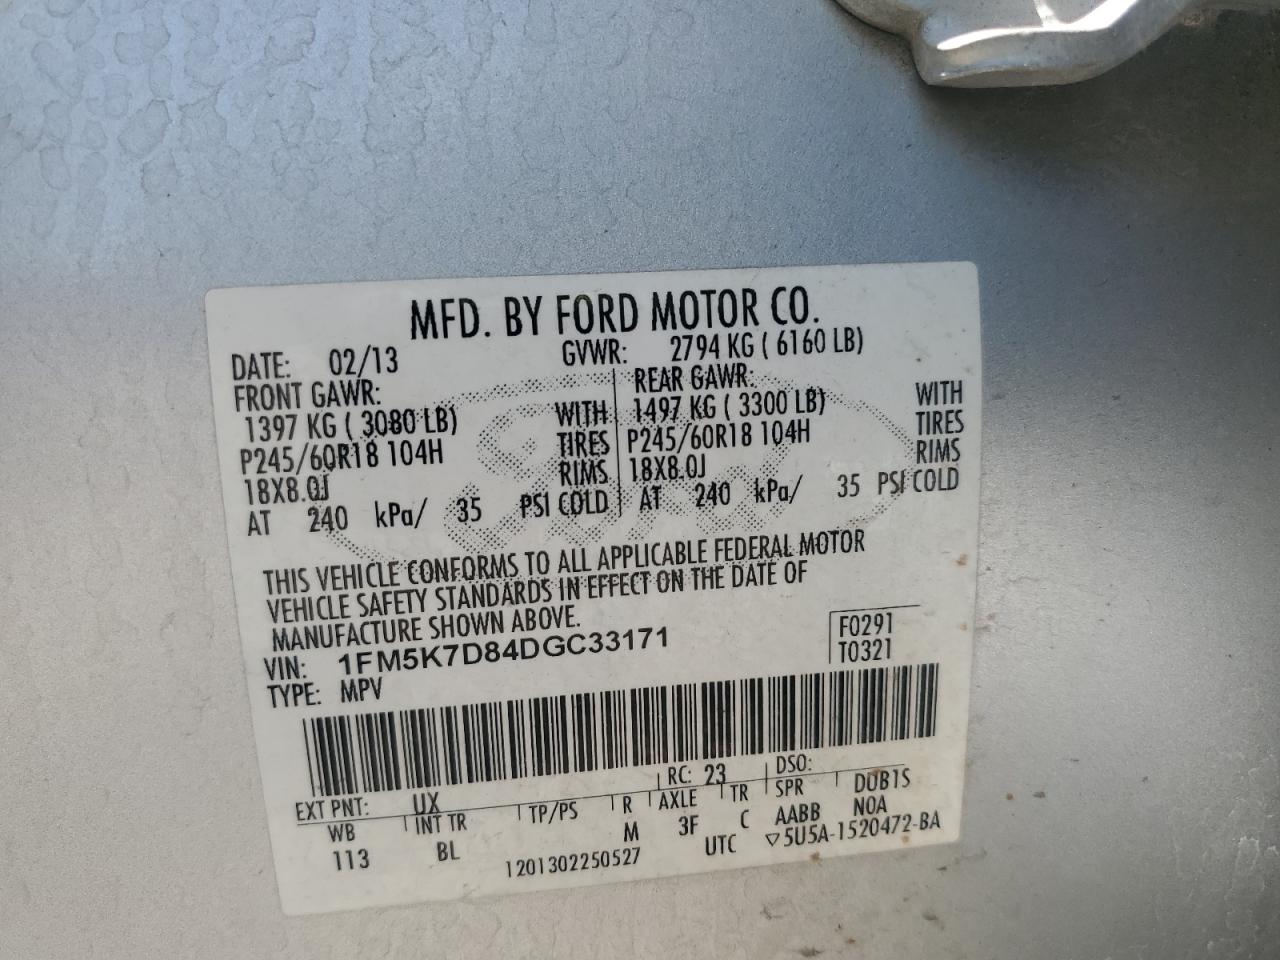 MFD. BY FORD MOTOR CO.
DATE: 02/13 GVWR: 2794 KG ( 6160 LB)
FRONT GAWR: REAR GAWR:
1397 KG ( 3080 LB) WITH 1497 KG ( 3300 LB) WITH
P245/60R18 104H TIRES P245/60R18 104H TIRES
18X8.0J RIMS 18X8.0J RIMS
AT 240 kPa/ 35 PSI COLD AT 240 kPa/ 35 PSI COLD
THIS VEHICLE CONFORMS TO ALL APPLICABLE FEDERAL MOTOR
VEHICLE SAFETY STANDARDS IN EFFECT ON THE DATE OF
MANUFACTURE SHOWN ABOVE.
VIN: 1FM5K7D84DGC33171 F0291
TYPE: MPV T0321
EXT PNT: UX RC: 23 DSO:
WB INT TR TP/PS R AXLE TR SPR DUB1S
113 BL M 3F C AABB NOA
1201302250527 UTC ▽5U5A-1520472-BA